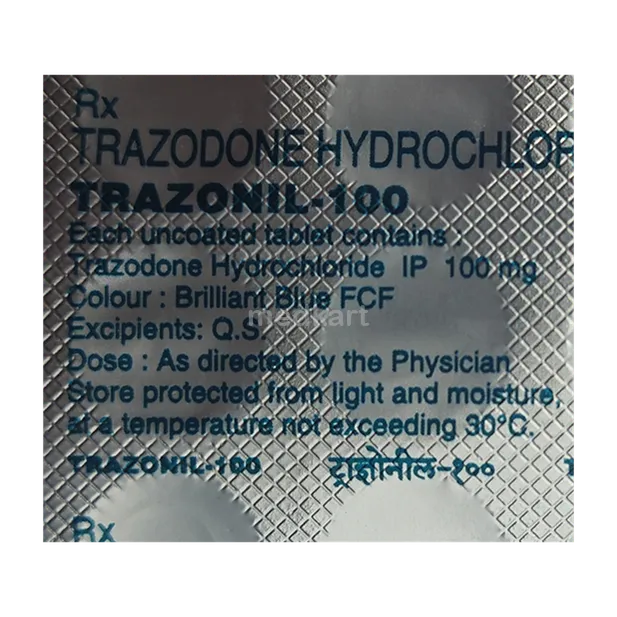 Rx
TRAZODONE HYDROCHLOR
TRAZONIL-100
Each uncoated tablet contains :
Trazodone Hydrochloride IP 100 mg
Colour : Brilliant Blue FCF
medkart
Excipients: Q.S.
Dose : As directed by the Physician
Store protected from light and moisture,
at a temperature not exceeding 30°C.
TRAZONIL-100 ट्राझोनील-१०० T
Rx